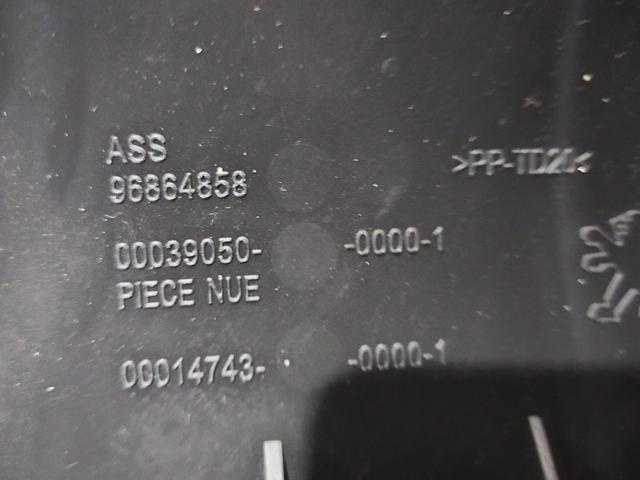 ASS
96864858
>PP-TD20<
00039050- -0000-1
PIECE NUE
00014743- -0000-1